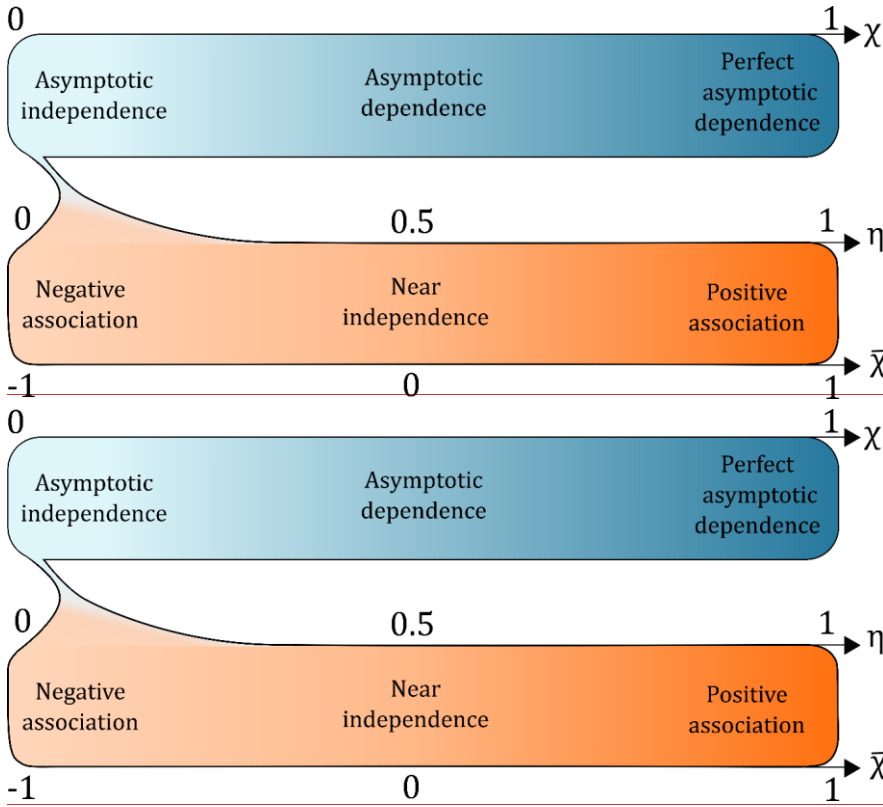 0 1 χ
Asymptotic independence
Asymptotic dependence
Perfect asymptotic dependence
0 0.5 1 η
Negative association
Near independence
Positive association
-1 0 1 χ̄
0 1 χ
Asymptotic independence
Asymptotic dependence
Perfect asymptotic dependence
0 0.5 1 η
Negative association
Near independence
Positive association
-1 0 1 χ̄